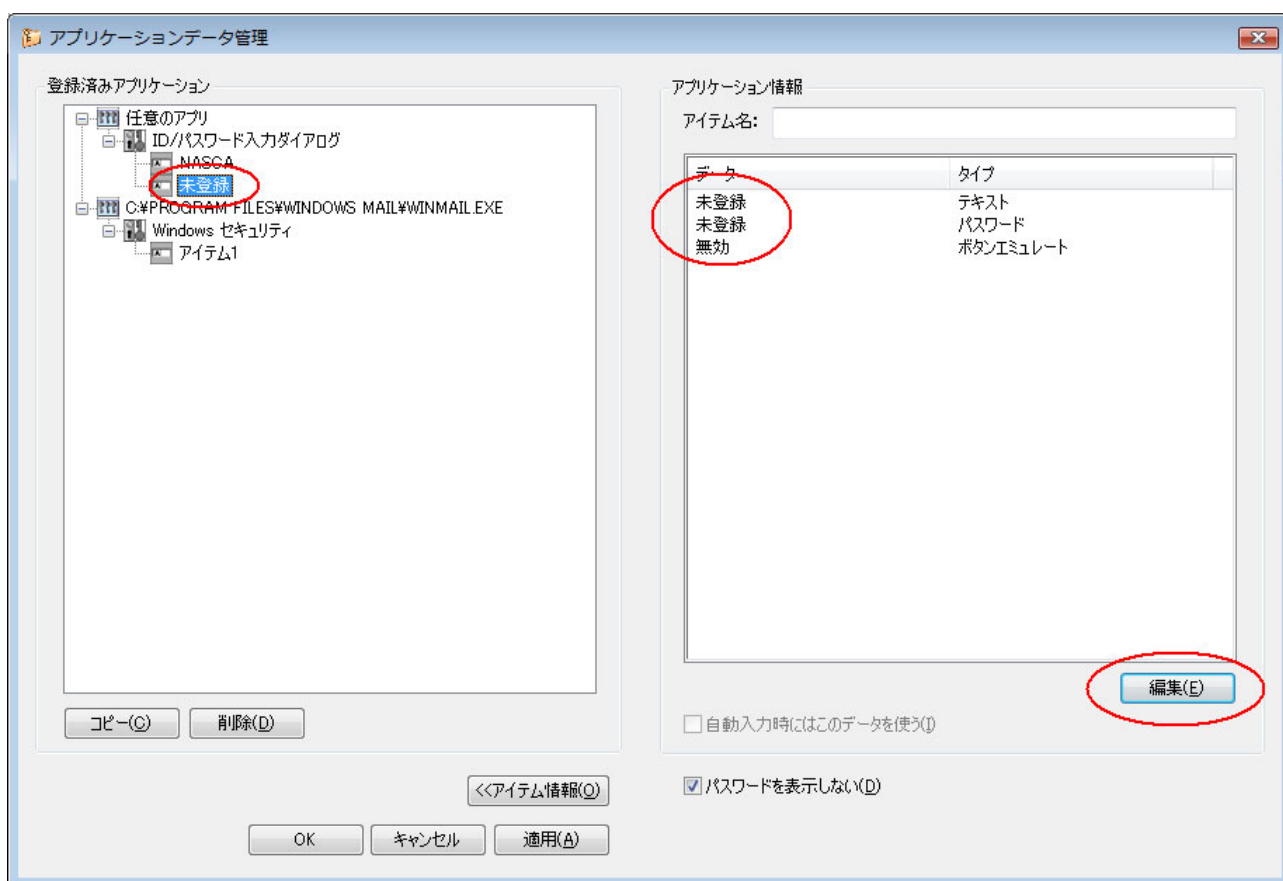 アプリケーションデータ管理
登録済みアプリケーション
任意のアプリ
ID/パスワード入力ダイアログ
NASCA
未登録
C:¥PROGRAM FILES¥WINDOWS MAIL¥WINMAIL.EXE
Windows セキュリティ
アイテム1
コピー(C)
削除(D)
<<アイテム情報(O)
OK
キャンセル
適用(A)
アプリケーション情報
アイテム名:
データ タイプ
未登録 テキスト
未登録 パスワード
無効 ボタンエミュレート
編集(E)
自動入力時にはこのデータを使う(I)
パスワードを表示しない(D)